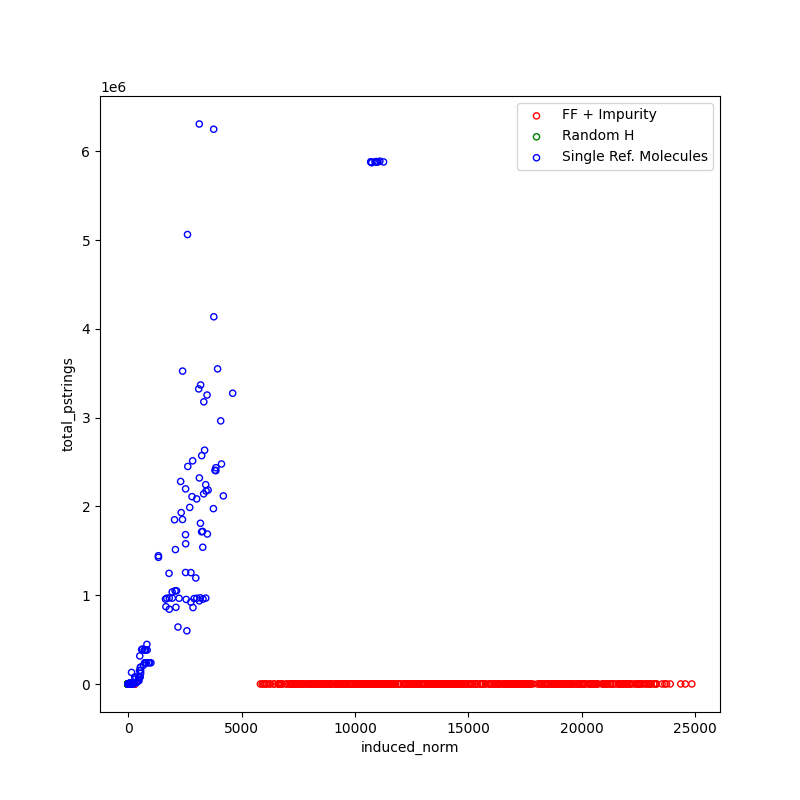 1e6
FF + Impurity
Random H
Single Ref. Molecules
6
5
4
3
2
1
0
total_pstrings
0 5000 10000 15000 20000 25000
induced_norm